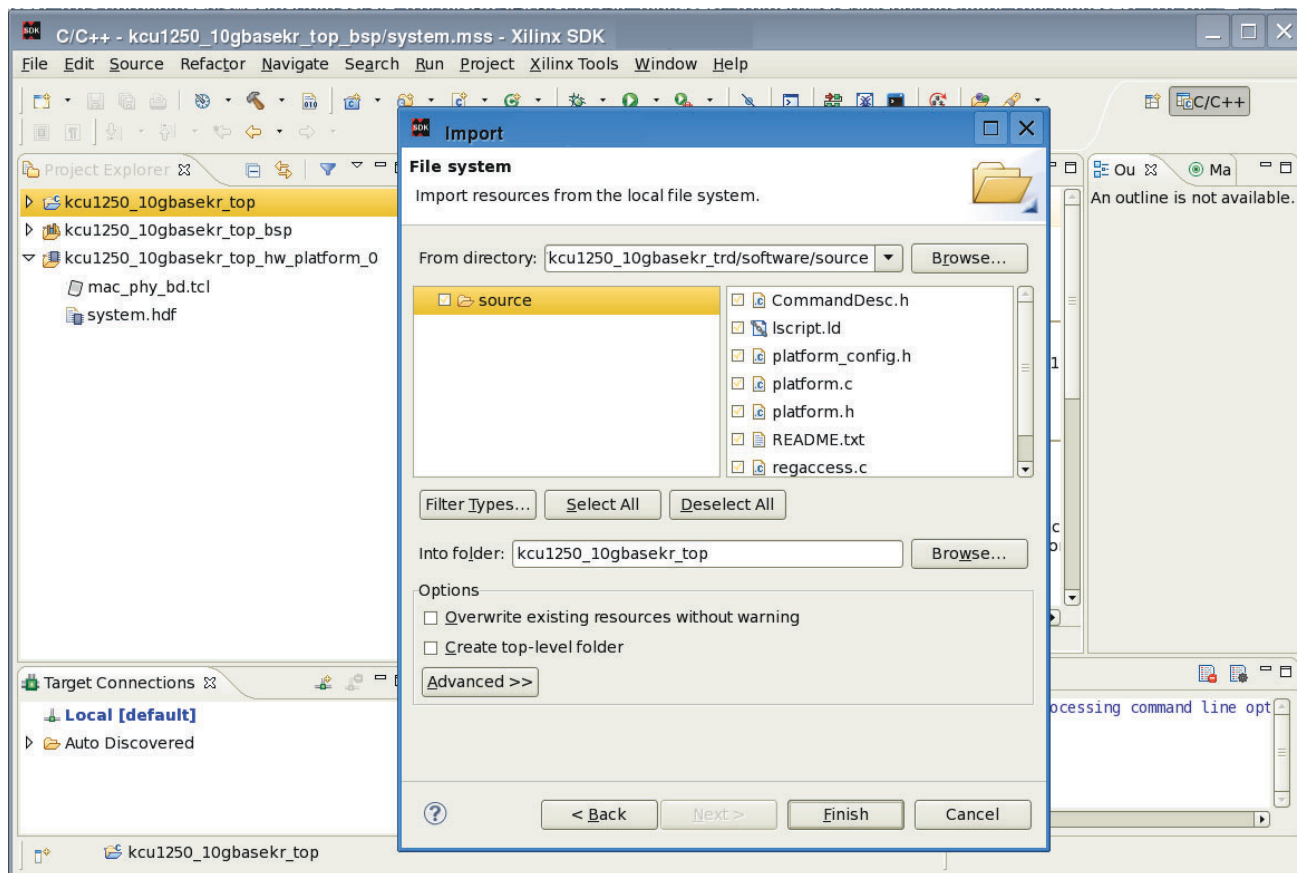 C/C++ - kcu1250_10gbasekr_top_bsp/system.mss - Xilinx SDK
File Edit Source Refactor Navigate Search Run Project Xilinx Tools Window Help
C/C++
Project Explorer
kcu1250_10gbasekr_top
kcu1250_10gbasekr_top_bsp
kcu1250_10gbasekr_top_hw_platform_0
mac_phy_bd.tcl
system.hdf
Import
File system
Import resources from the local file system.
From directory: kcu1250_10gbasekr_trd/software/source Browse...
source
CommandDesc.h
lscript.ld
platform_config.h
platform.c
platform.h
README.txt
regaccess.c
Filter Types... Select All Deselect All
Into folder: kcu1250_10gbasekr_top Browse...
Options
Overwrite existing resources without warning
Create top-level folder
Advanced >>
< Back Next > Finish Cancel
Ou Ma
An outline is not available.
Target Connections
Local [default]
Auto Discovered
ocessing command line opt
kcu1250_10gbasekr_top